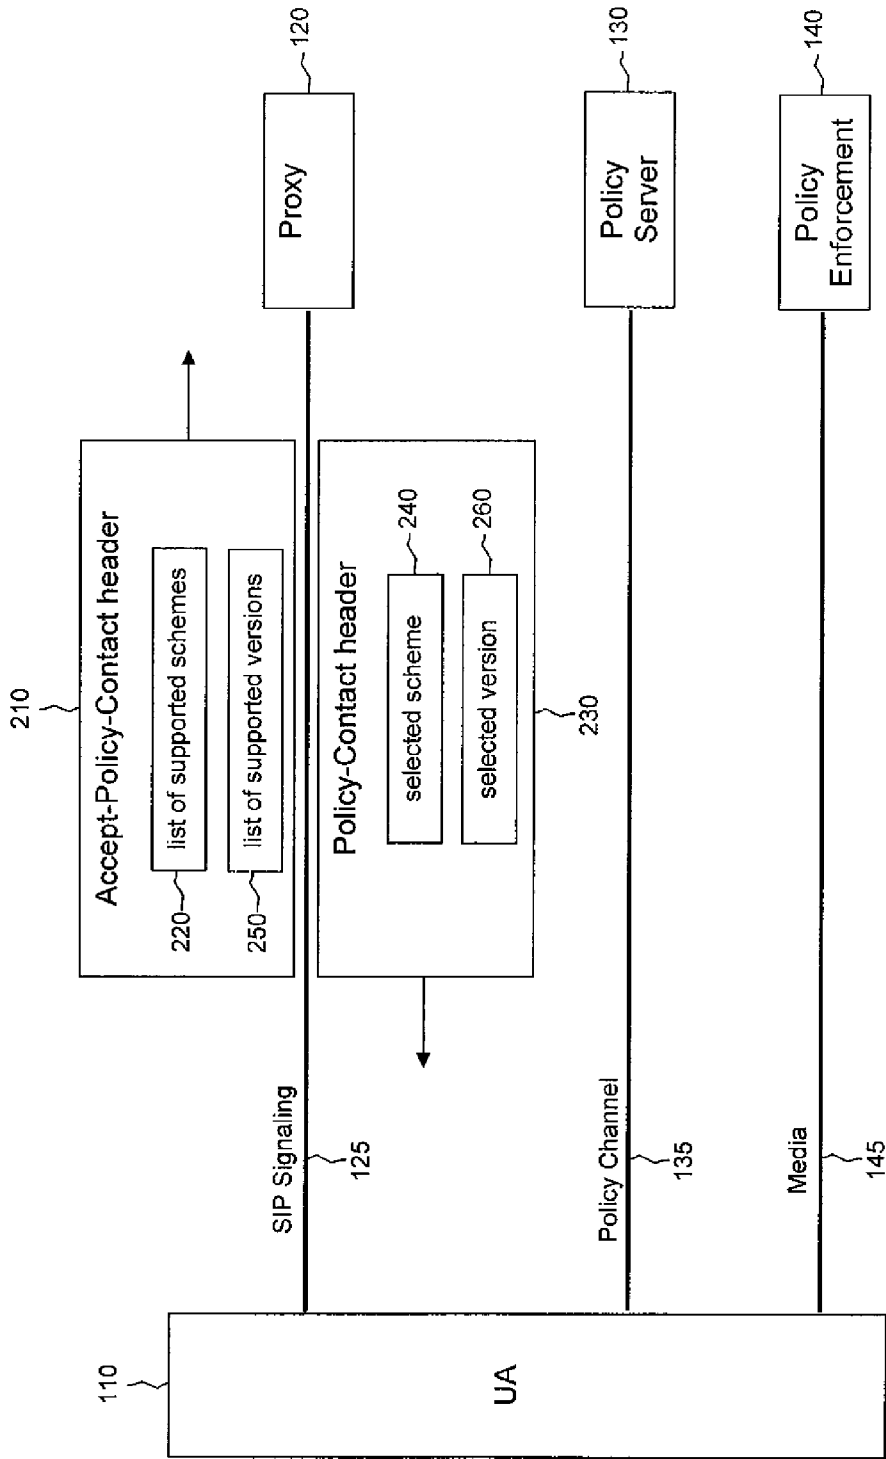 210
Accept-Policy-Contact header
220
list of supported schemes
250
list of supported versions
110
UA
SIP Signaling
125
Proxy
120
Policy-Contact header
selected scheme
240
selected version
260
230
Policy Channel
135
Policy
Server
130
Media
145
Policy
Enforcement
140